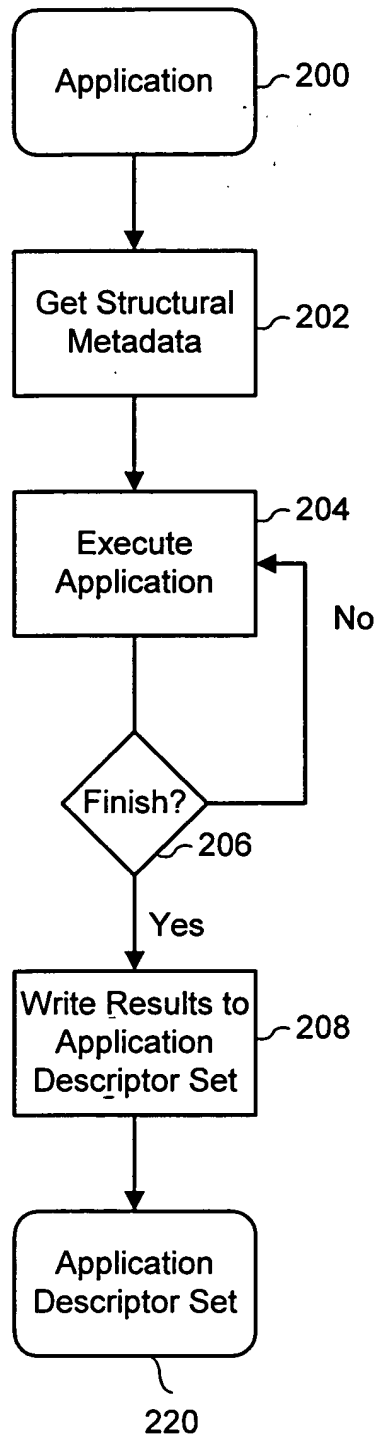 Application
200
Get Structural
Metadata
202
204
Execute
Application
No
Finish?
206
Yes
Write Results to
Application
Descriptor Set
208
Application
Descriptor Set
220